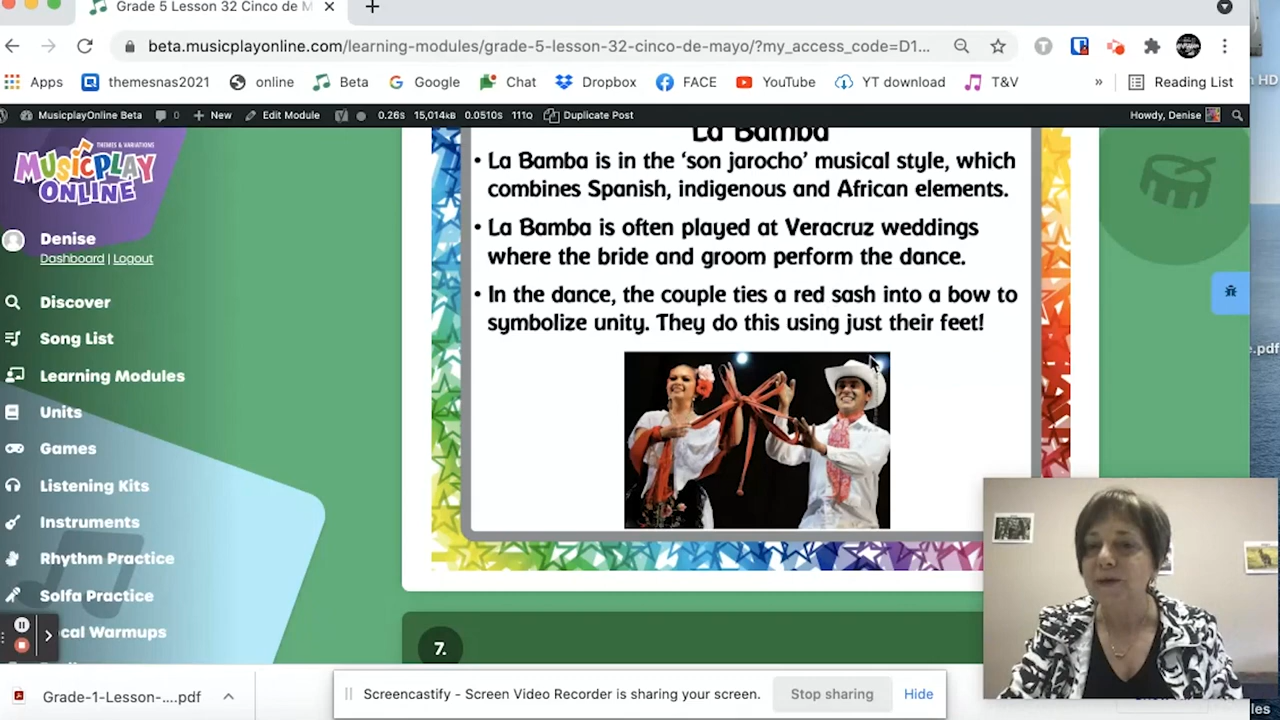 Grade 5 Lesson 32 Cinco de M
beta.musicplayonline.com/learning-modules/grade-5-lesson-32-cinco-de-mayo/?my_access_code=D1...
Apps themesnas2021 online Beta Google Chat Dropbox FACE YouTube YT download T&V » Reading List
HD
MusicplayOnline Beta 0 New Edit Module 0.26s 15,014kB 0.0510s 111Q Duplicate Post Howdy, Denise
THEMES & VARIATIONS
MUSICPLAY
ONLINE
Denise
Dashboard | Logout
Discover
Song List
Learning Modules
Units
Games
Listening Kits
Instruments
Rhythm Practice
Solfa Practice
ocal Warmups
La Bamba
• La Bamba is in the ‘son jarocho’ musical style, which
combines Spanish, indigenous and African elements.
• La Bamba is often played at Veracruz weddings
where the bride and groom perform the dance.
• In the dance, the couple ties a red sash into a bow to
symbolize unity. They do this using just their feet!
e.pdf
7.
Grade-1-Lesson-....pdf
Screencastify - Screen Video Recorder is sharing your screen. Stop sharing Hide
les